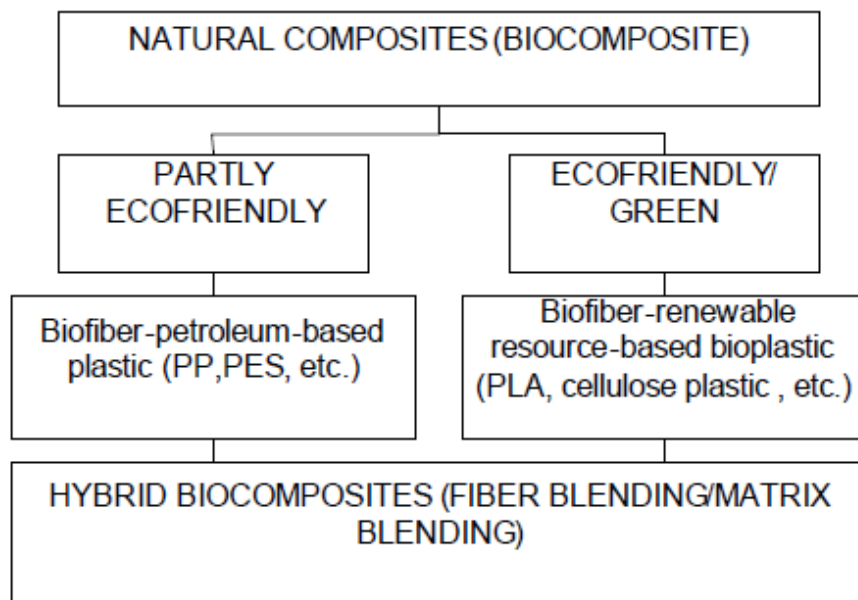 NATURAL COMPOSITES (BIOCOMPOSITE)
PARTLY
ECOFRIENDLY
ECOFRIENDLY/
GREEN
Biofiber-petroleum-based
plastic (PP,PES, etc.)
Biofiber-renewable
resource-based bioplastic
(PLA, cellulose plastic , etc.)
HYBRID BIOCOMPOSITES (FIBER BLENDING/MATRIX
BLENDING)